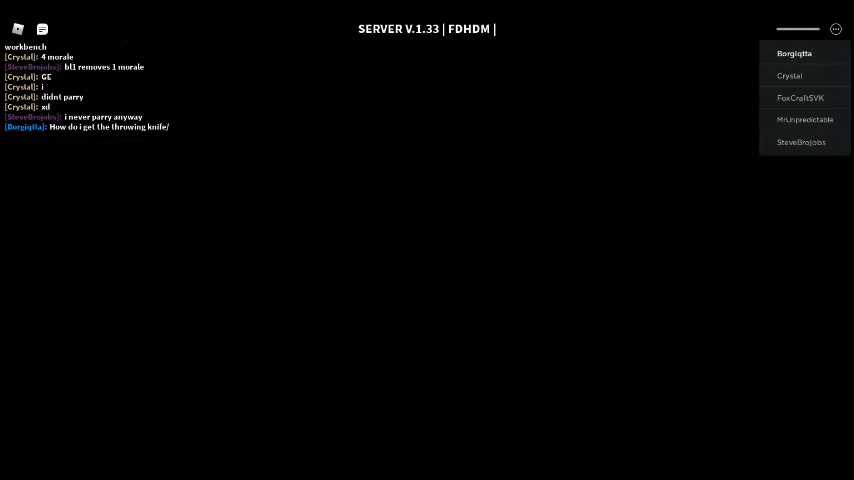 SERVER V.1.33 | FDHDM |
workbench
[Crystal]: 4 morale
[SteveBrojobs]: bl1 removes 1 morale
[Crystal]: GE
[Crystal]: i
[Crystal]: didnt parry
[Crystal]: xd
[SteveBrojobs]: i never parry anyway
[Borgiqtta]: How do i get the throwing knife/
Borgiqtta
Crystal
FoxCraftSVK
MrUnpredictable
SteveBrojobs